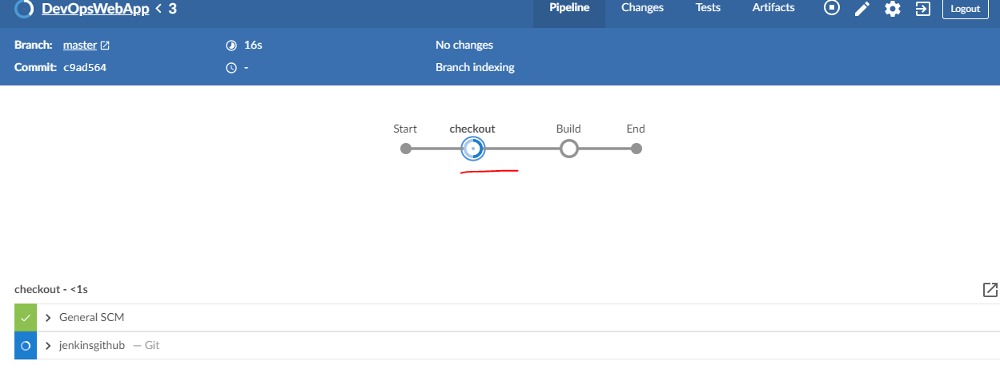 DevOpsWebApp < 3 Pipeline Changes Tests Artifacts Logout
Branch: master 16s No changes
Commit: c9ad564 - Branch indexing
Start checkout Build End
checkout - <1s
General SCM
jenkinsgithub — Git